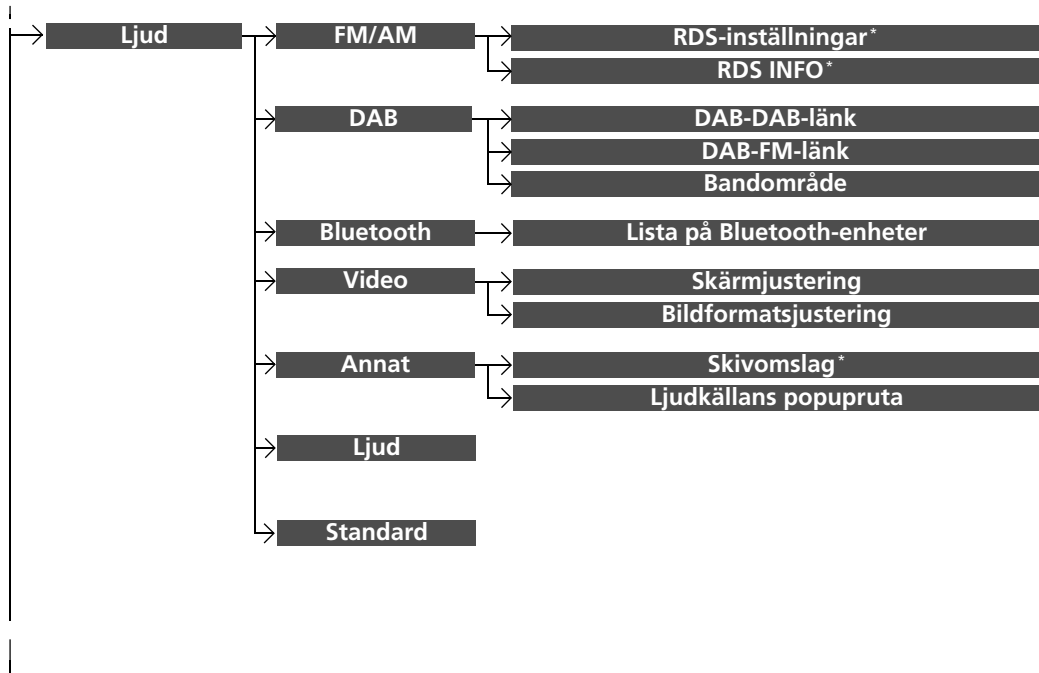 Ljud
FM/AM
RDS-inställningar*
RDS INFO*
DAB
DAB-DAB-länk
DAB-FM-länk
Bandområde
Bluetooth
Lista på Bluetooth-enheter
Video
Skärmjustering
Bildformatsjustering
Annat
Skivomslag*
Ljudkällans popupruta
Ljud
Standard